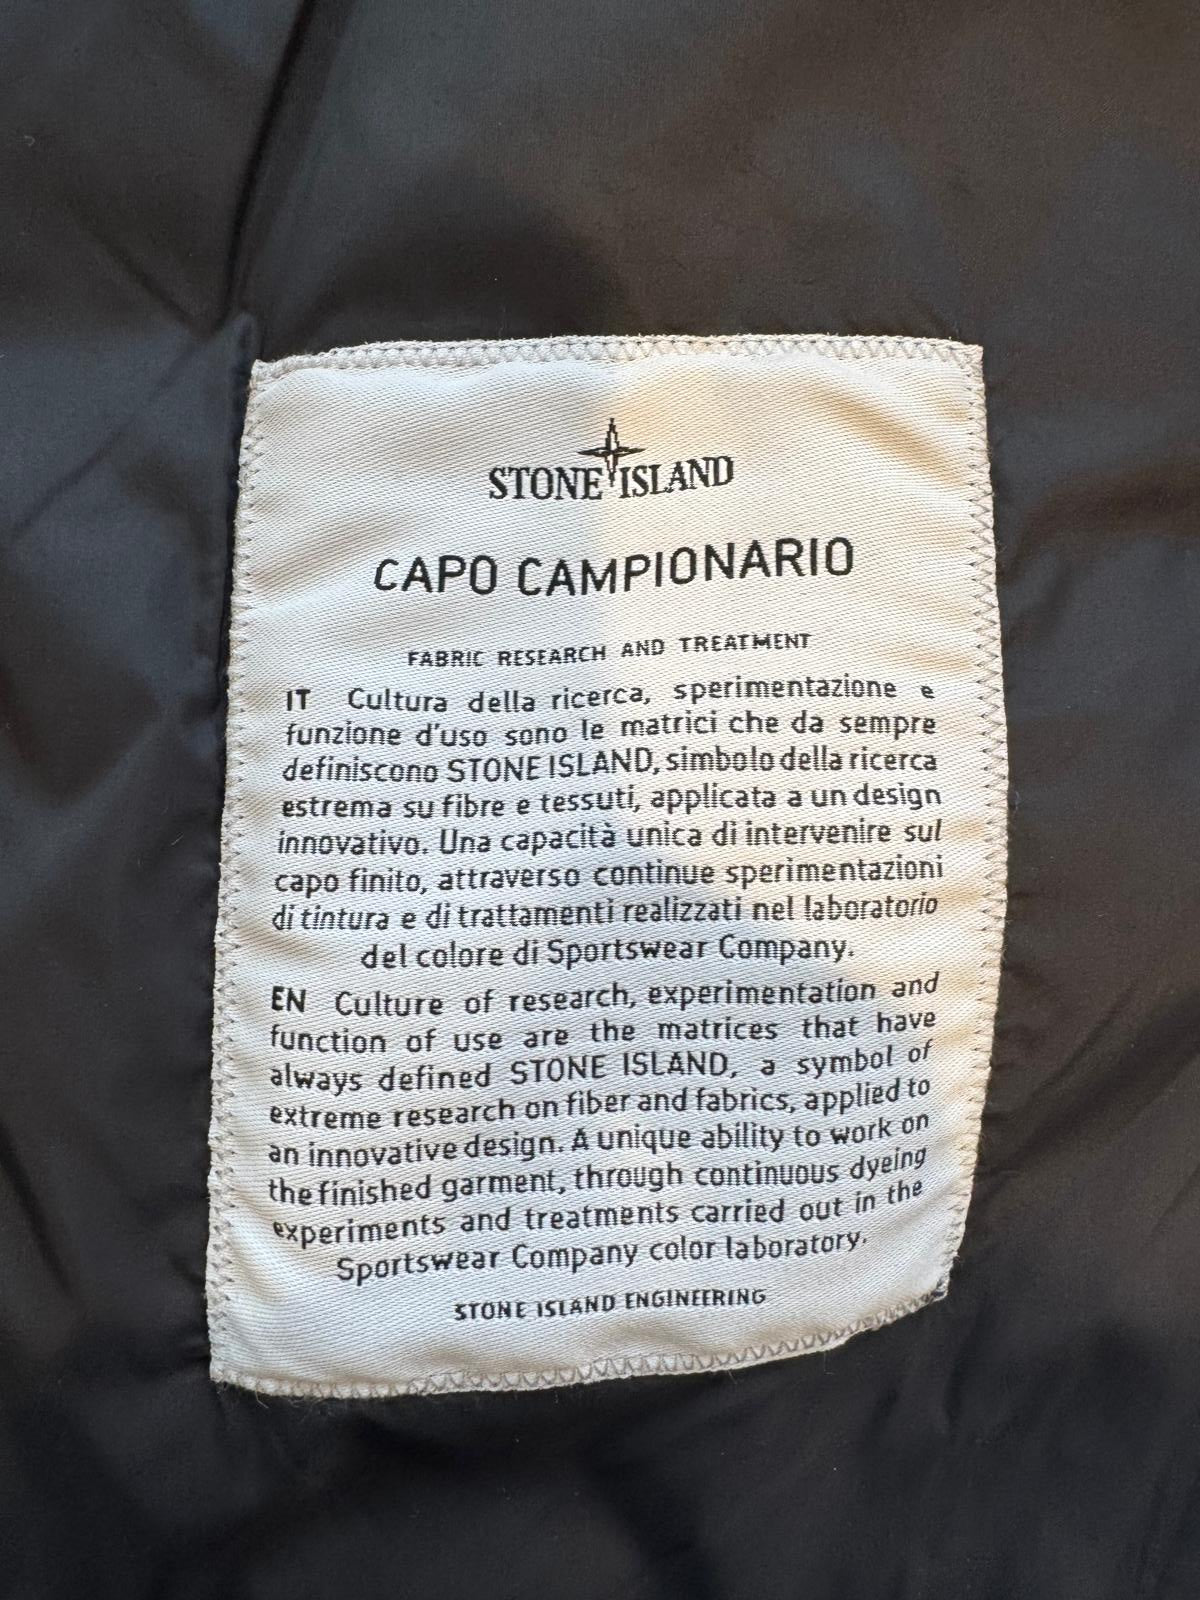 STONE ISLAND
CAPO CAMPIONARIO
FABRIC RESEARCH AND TREATMENT
IT Cultura della ricerca, sperimentazione e
funzione d'uso sono le matrici che da sempre
definiscono STONE ISLAND, simbolo della ricerca
estrema su fibre e tessuti, applicata a un design
innovativo. Una capacità unica di intervenire sul
capo finito, attraverso continue sperimentazioni
di tintura e di trattamenti realizzati nel laboratorio
del colore di Sportswear Company.
EN Culture of research, experimentation and
function of use are the matrices that have
always defined STONE ISLAND, a symbol of
extreme research on fiber and fabrics, applied to
an innovative design. A unique ability to work on
the finished garment, through continuous dyeing
experiments and treatments carried out in the
Sportswear Company color laboratory.
STONE ISLAND ENGINEERING